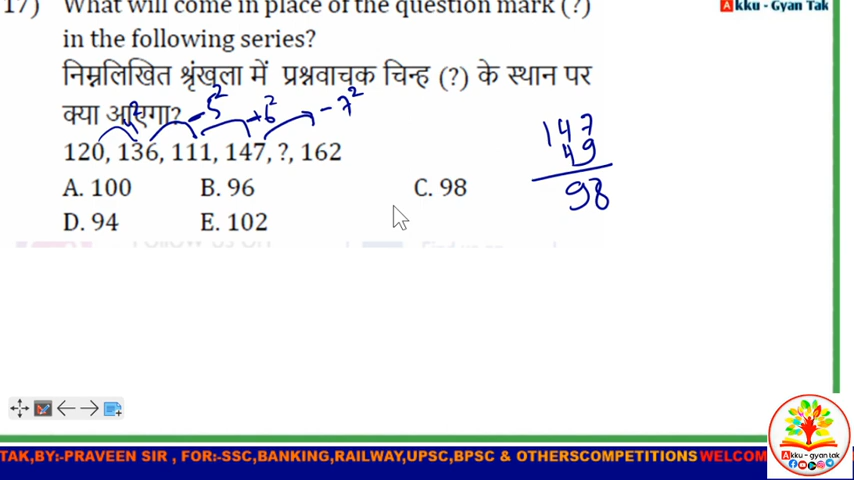 17) What will come in place of the question mark (?)
in the following series?
निम्नलिखित श्रृंखला में प्रश्नवाचक चिन्ह (?) के स्थान पर
क्या आएगा?
4² -5² +6² -7²
120, 136, 111, 147, ?, 162
A. 100 B. 96 C. 98
D. 94 E. 102
147
49
98
Akku - Gyan Tak
TAK,BY:-PRAVEEN SIR , FOR:-SSC,BANKING,RAILWAY,UPSC,BPSC & OTHERSCOMPETITIONS WELCOM
Akku - gyan tak